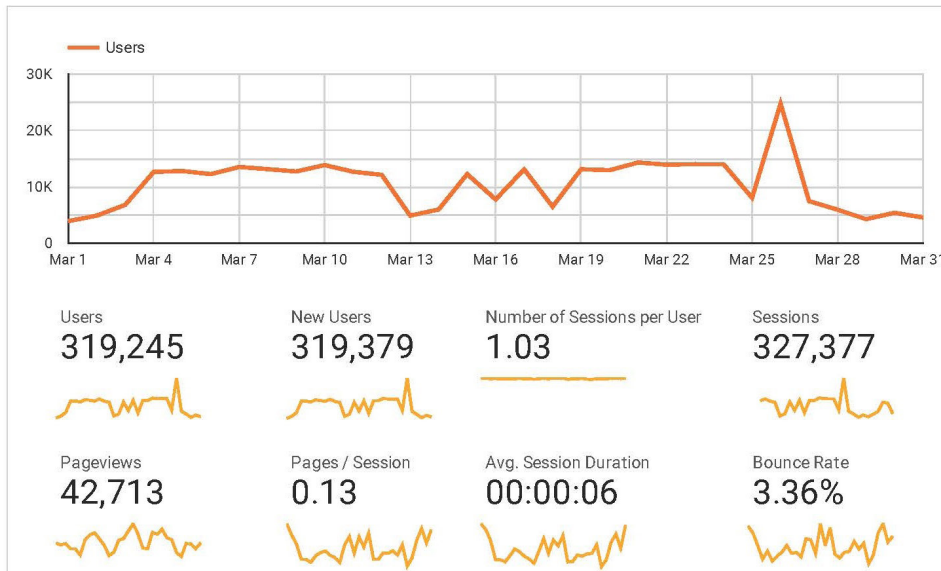 Users
30K
20K
10K
0
Mar 1 Mar 4 Mar 7 Mar 10 Mar 13 Mar 16 Mar 19 Mar 22 Mar 25 Mar 28 Mar 31
Users New Users Number of Sessions per User Sessions
319,245 319,379 1.03 327,377
Pageviews Pages / Session Avg. Session Duration Bounce Rate
42,713 0.13 00:00:06 3.36%